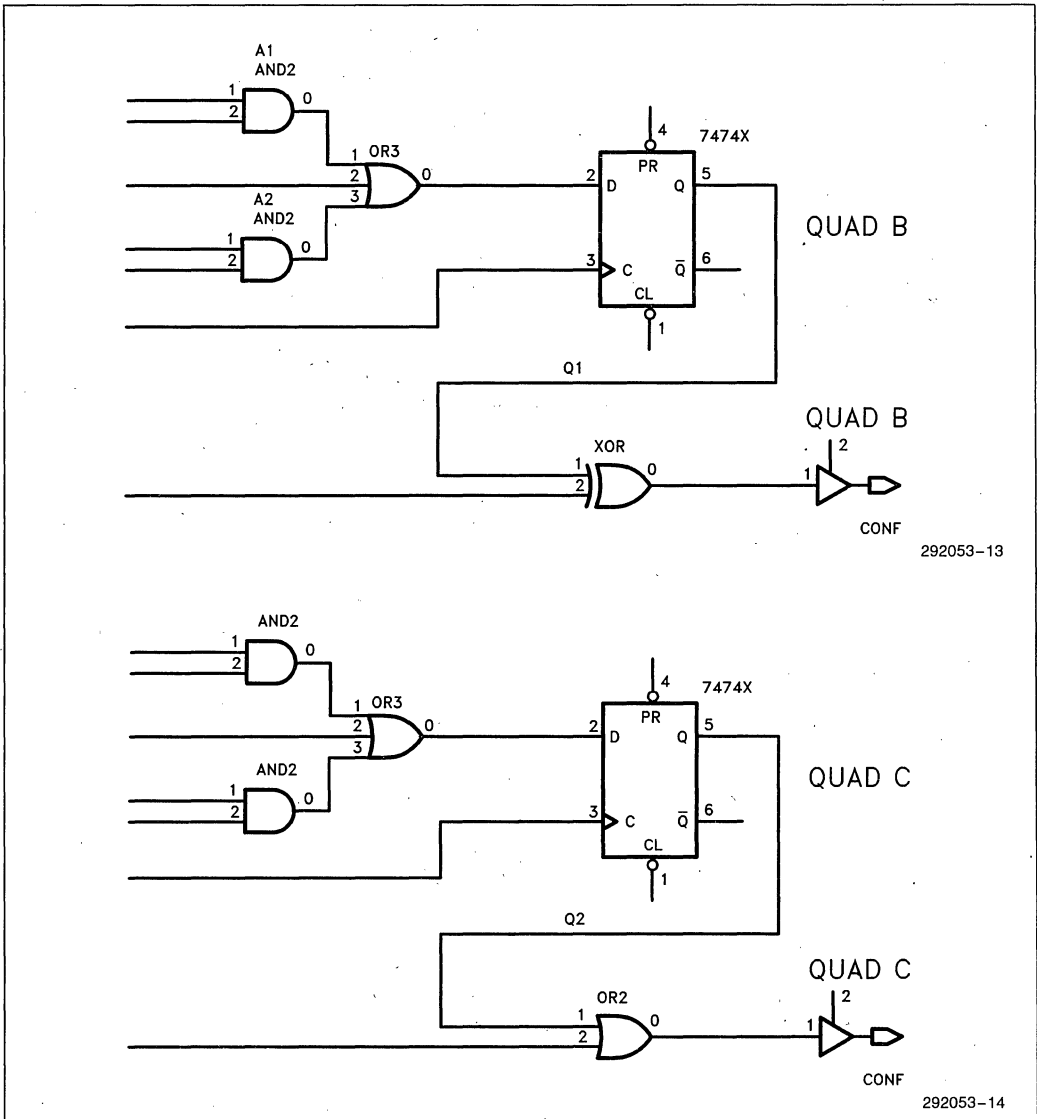 A1
AND2
1 0
2
OR3
1 0
2
3
A2
AND2
1 0
2
4
7474X
PR
2 D Q 5
3 C Q̅ 6
CL
1
QUAD B
Q1
XOR
1 0
2
QUAD B
2
1
CONF
292053-13
AND2
1 0
2
OR3
1 0
2
3
AND2
1 0
2
4
7474X
PR
2 D Q 5
3 C Q̅ 6
CL
1
QUAD C
Q2
OR2
1 0
2
QUAD C
2
1
CONF
292053-14